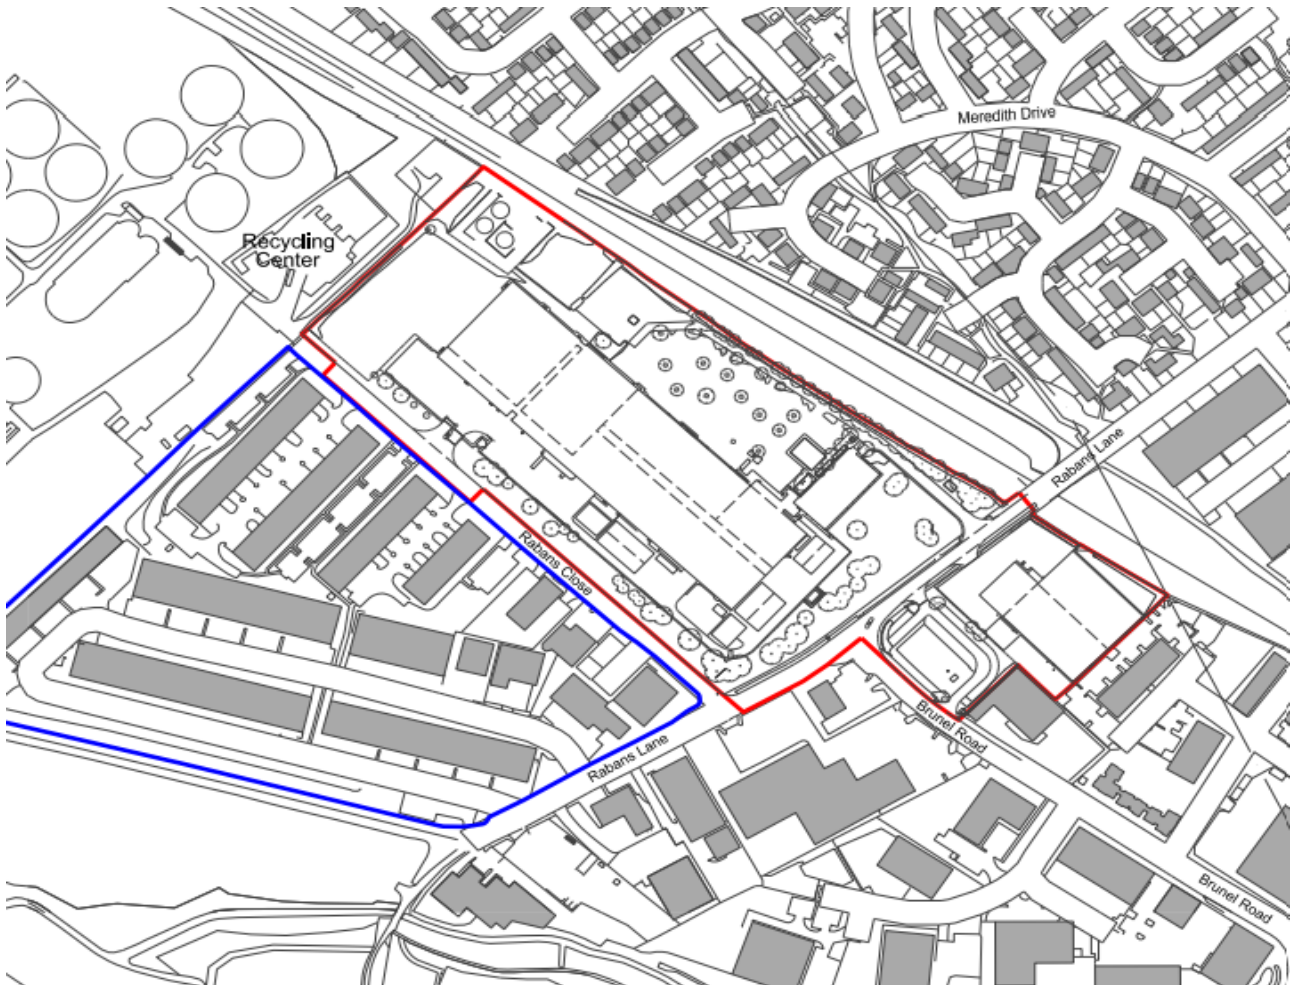 Meredith Drive
Recycling
Center
Rabans Lane
Rabans Close
Brunel Road
Rabans Lane
Brunel Road